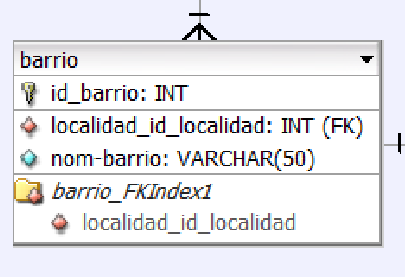 barrio
id_barrio: INT
localidad_id_localidad: INT (FK)
nom-barrio: VARCHAR(50)
barrio_FKIndex1
localidad_id_localidad